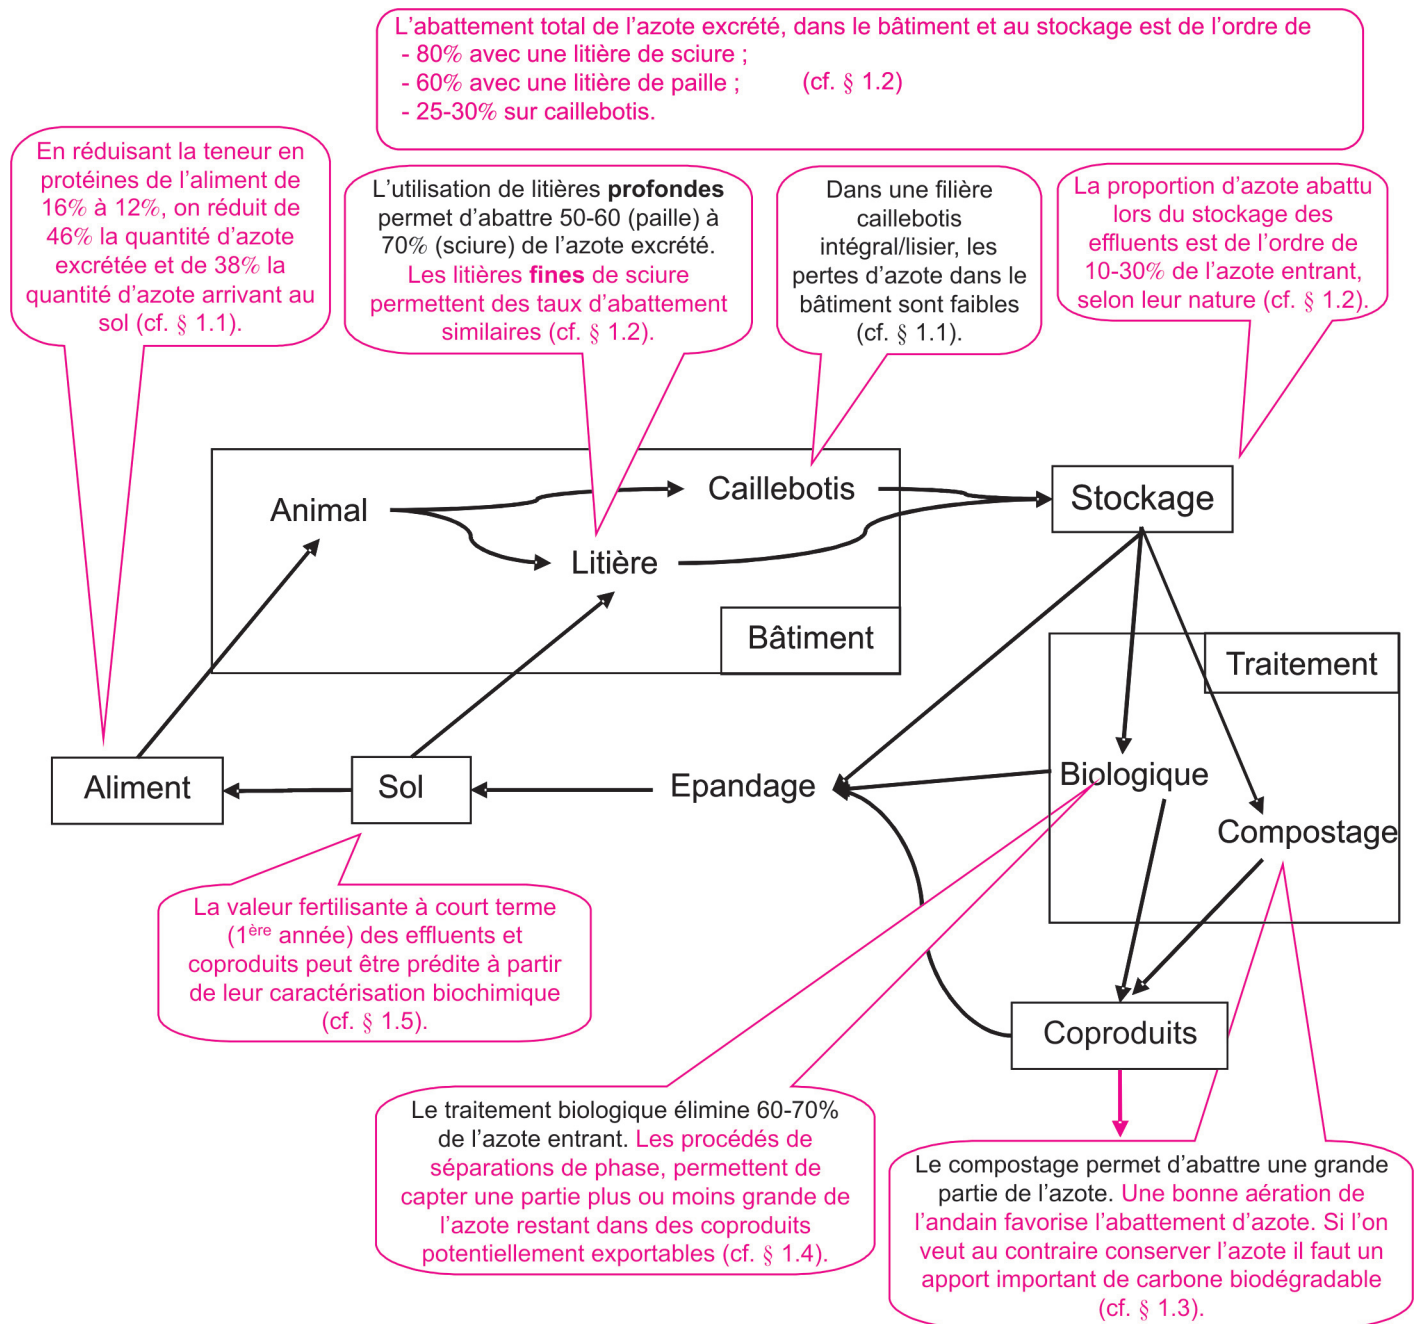 L’abattement total de l’azote excrété, dans le bâtiment et au stockage est de l’ordre de
- 80% avec une litière de sciure ;
- 60% avec une litière de paille ; (cf. § 1.2)
- 25-30% sur caillebotis.
En réduisant la teneur en
protéines de l’aliment de
16% à 12%, on réduit de
46% la quantité d’azote
excrétée et de 38% la
quantité d’azote arrivant au
sol (cf. § 1.1).
L’utilisation de litières profondes
permet d’abattre 50-60 (paille) à
70% (sciure) de l’azote excrété.
Les litières fines de sciure
permettent des taux d’abattement
similaires (cf. § 1.2).
Dans une filière
caillebotis
intégral/lisier, les
pertes d’azote dans le
bâtiment sont faibles
(cf. § 1.1).
La proportion d’azote abattu
lors du stockage des
effluents est de l’ordre de
10-30% de l’azote entrant,
selon leur nature (cf. § 1.2).
Animal
Caillebotis
Litière
Bâtiment
Stockage
Traitement
Biologique
Compostage
Aliment
Sol
Epandage
Coproduits
La valeur fertilisante à court terme
(1ère année) des effluents et
coproduits peut être prédite à partir
de leur caractérisation biochimique
(cf. § 1.5).
Le traitement biologique élimine 60-70%
de l’azote entrant. Les procédés de
séparations de phase, permettent de
capter une partie plus ou moins grande de
l’azote restant dans des coproduits
potentiellement exportables (cf. § 1.4).
Le compostage permet d’abattre une grande
partie de l’azote. Une bonne aération de
l’andain favorise l’abattement d’azote. Si l’on
veut au contraire conserver l’azote il faut un
apport important de carbone biodégradable
(cf. § 1.3).